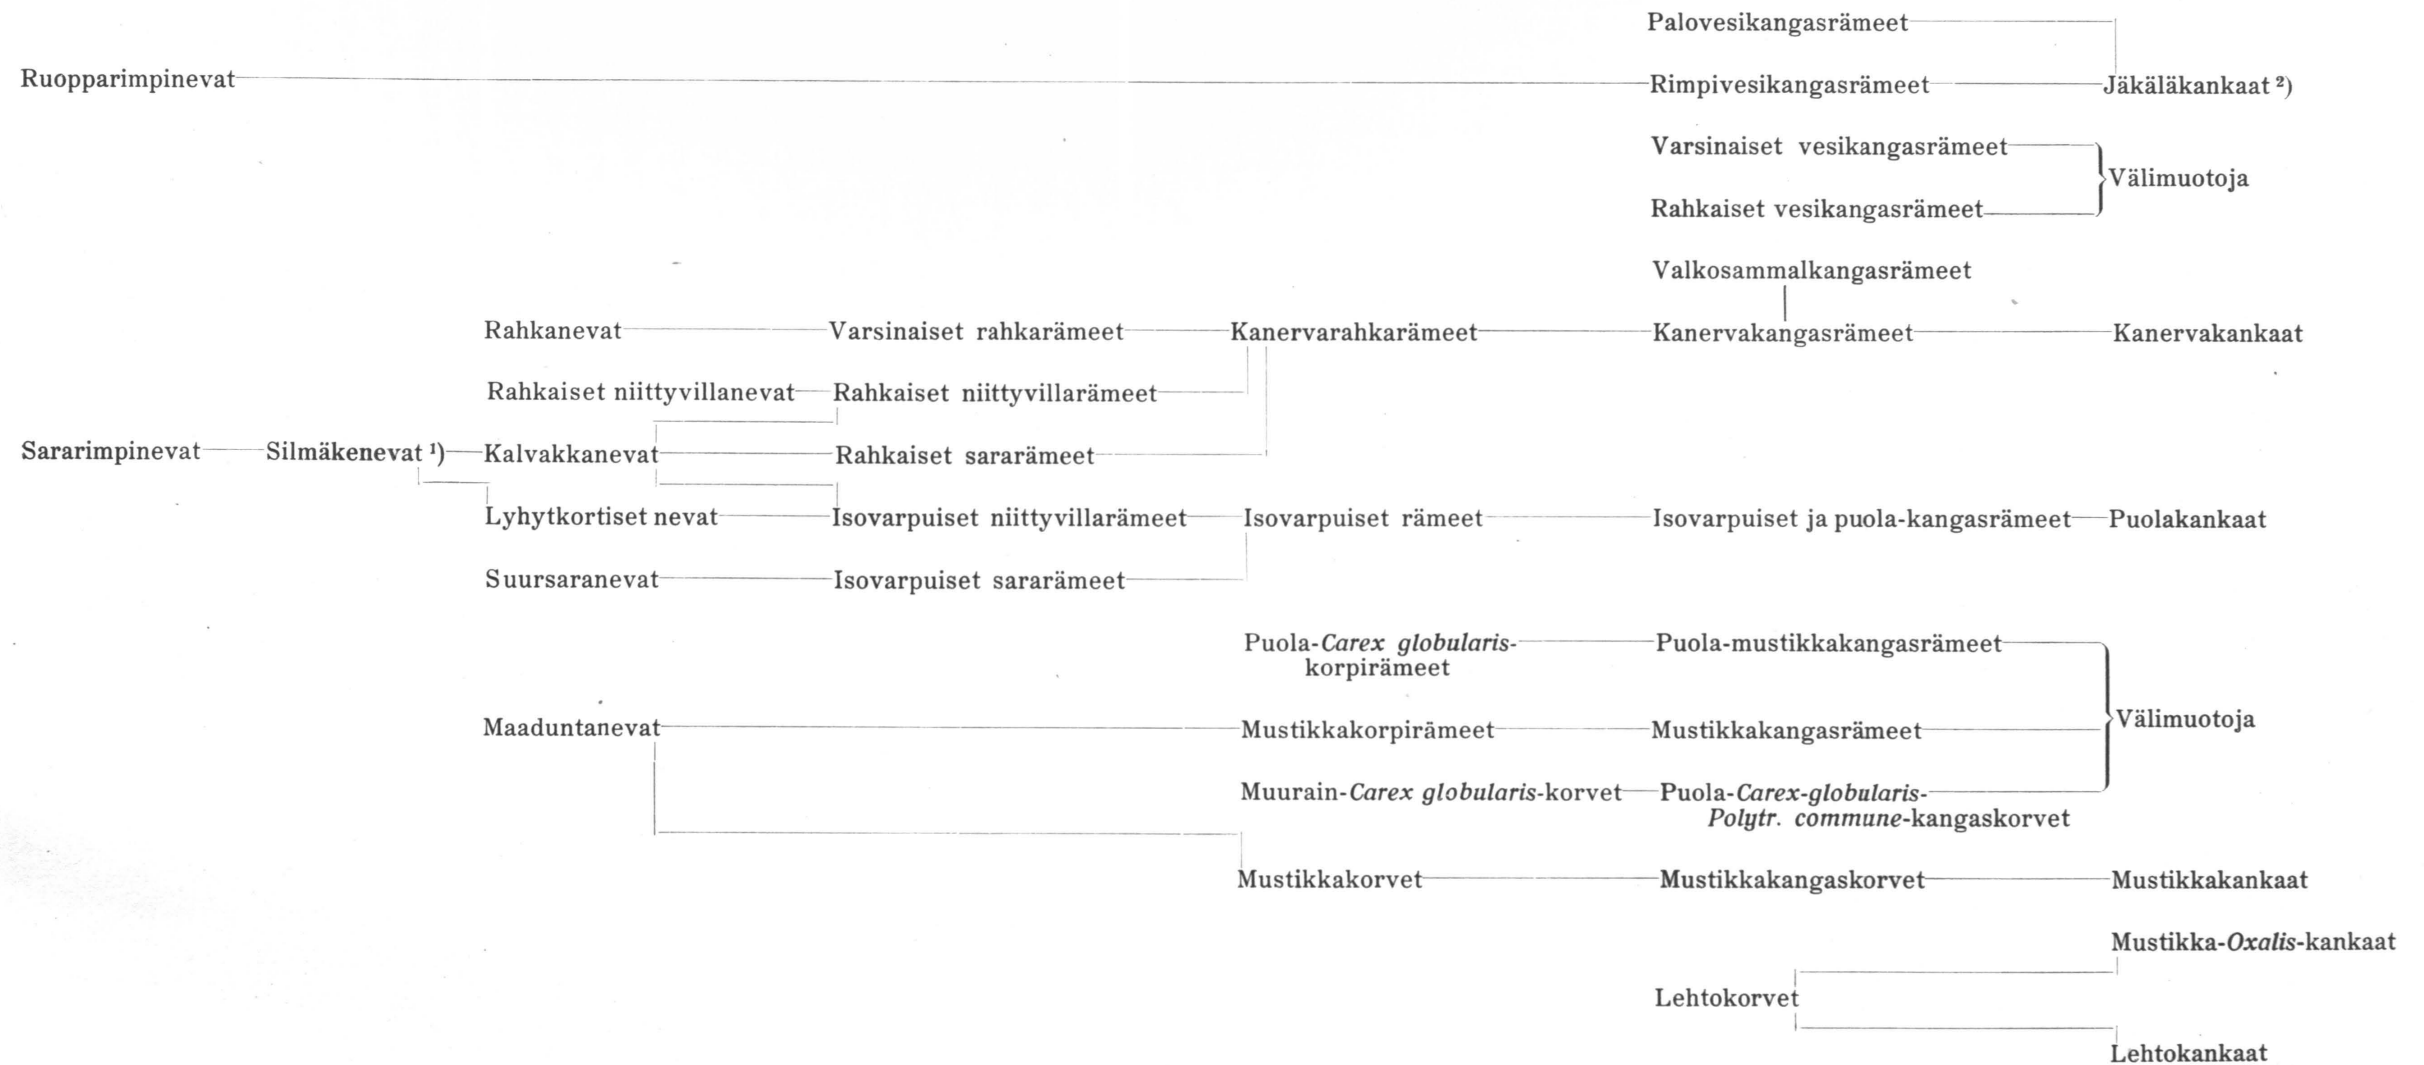 Palovesikangasrämeet
Ruopparimpinevat Rimpivesikangasrämeet Jäkäläkankaat ²)
Varsinaiset vesikangasrämeet
Välimuotoja
Rahkaiset vesikangasrämeet
Valkosammalkangasrämeet
Rahkanevat Varsinaiset rahkarämeet Kanervarahkarämeet Kanervakangasrämeet Kanervakankaat
Rahkaiset niittyvillanevat Rahkaiset niittyvillarämeet
Sararimpinevat Silmäkenevat ¹) Kalvakkanevat Rahkaiset sararämeet
Lyhytkortiset nevat Isovarpuiset niittyvillarämeet Isovarpuiset rämeet Isovarpuiset ja puola-kangasrämeet Puolakankaat
Suursaranevat Isovarpuiset sararämeet
Puola-Carex globularis- Puola-mustikkakangasrämeet
korpirämeet
Maaduntanevat Mustikkakorpirämeet Mustikkakangasrämeet Välimuotoja
Muurain-Carex globularis-korvet Puola-Carex-globularis-
Polytr. commune-kangaskorvet
Mustikkakorvet Mustikkakangaskorvet Mustikkakankaat
Mustikka-Oxalis-kankaat
Lehtokorvet
Lehtokankaat